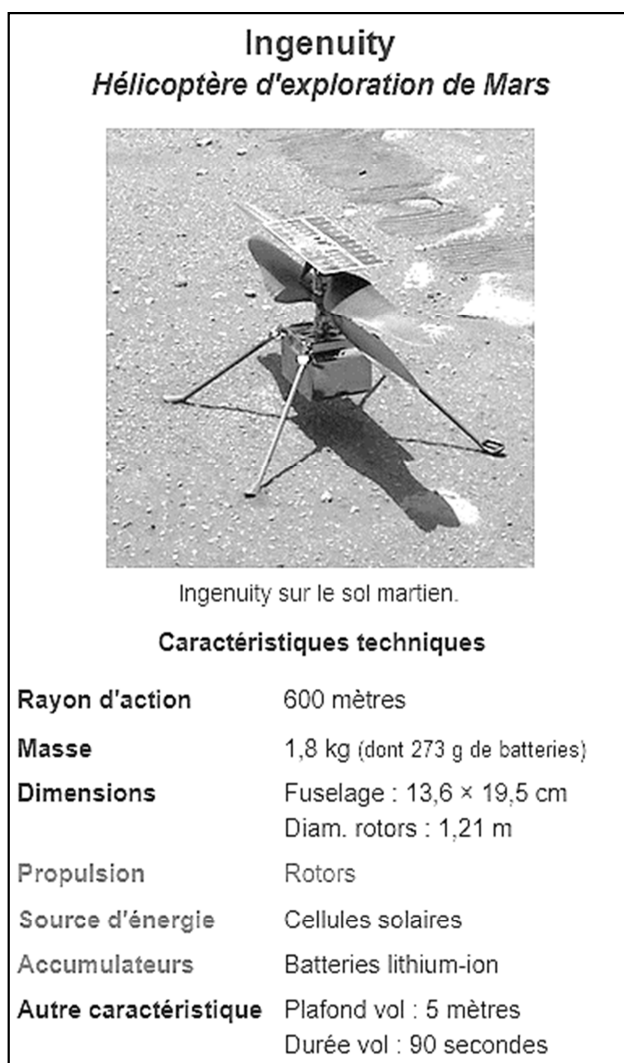 Ingenuity
Hélicoptère d'exploration de Mars
Ingenuity sur le sol martien.
Caractéristiques techniques
Rayon d'action 600 mètres
Masse 1,8 kg (dont 273 g de batteries)
Dimensions Fuselage : 13,6 × 19,5 cm
Diam. rotors : 1,21 m
Propulsion Rotors
Source d'énergie Cellules solaires
Accumulateurs Batteries lithium-ion
Autre caractéristique Plafond vol : 5 mètres
Durée vol : 90 secondes